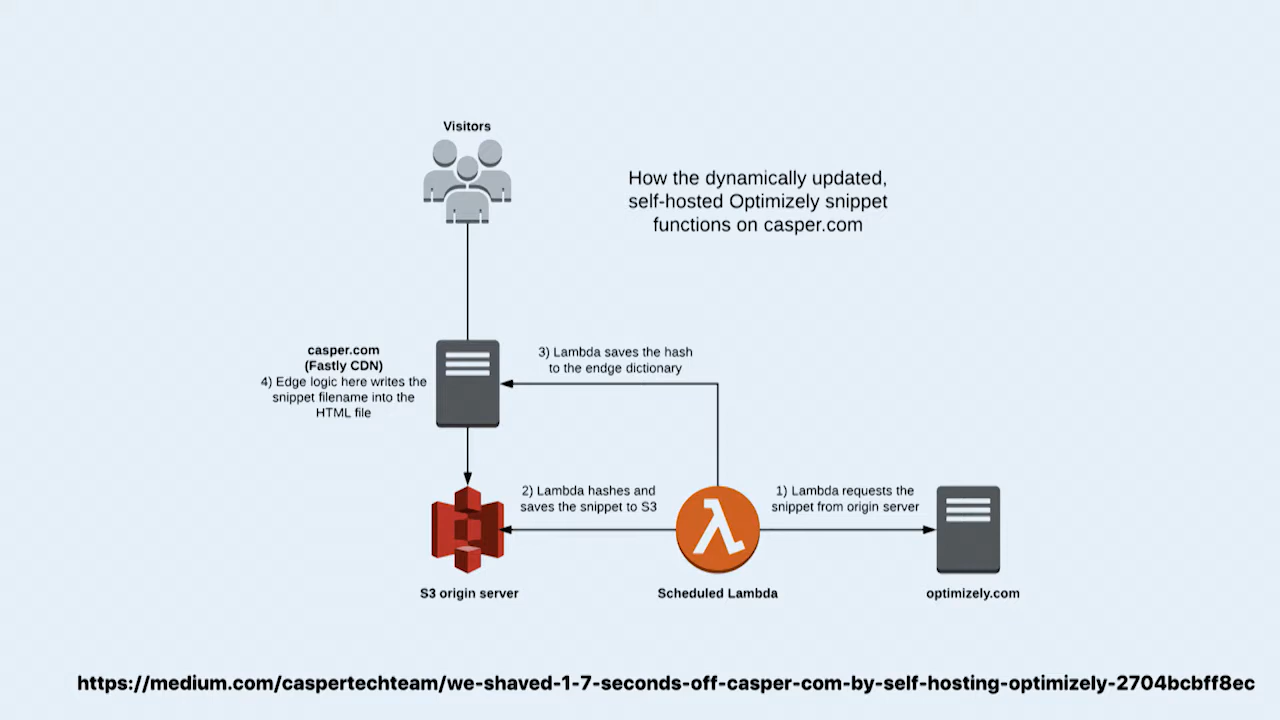 Visitors
How the dynamically updated,
self-hosted Optimizely snippet
functions on casper.com
casper.com
(Fastly CDN)
4) Edge logic here writes the
snippet filename into the
HTML file
3) Lambda saves the hash
to the endge dictionary
2) Lambda hashes and
saves the snippet to S3
1) Lambda requests the
snippet from origin server
S3 origin server
Scheduled Lambda
optimizely.com
https://medium.com/caspertechteam/we-shaved-1-7-seconds-off-casper-com-by-self-hosting-optimizely-2704bcbff8ec